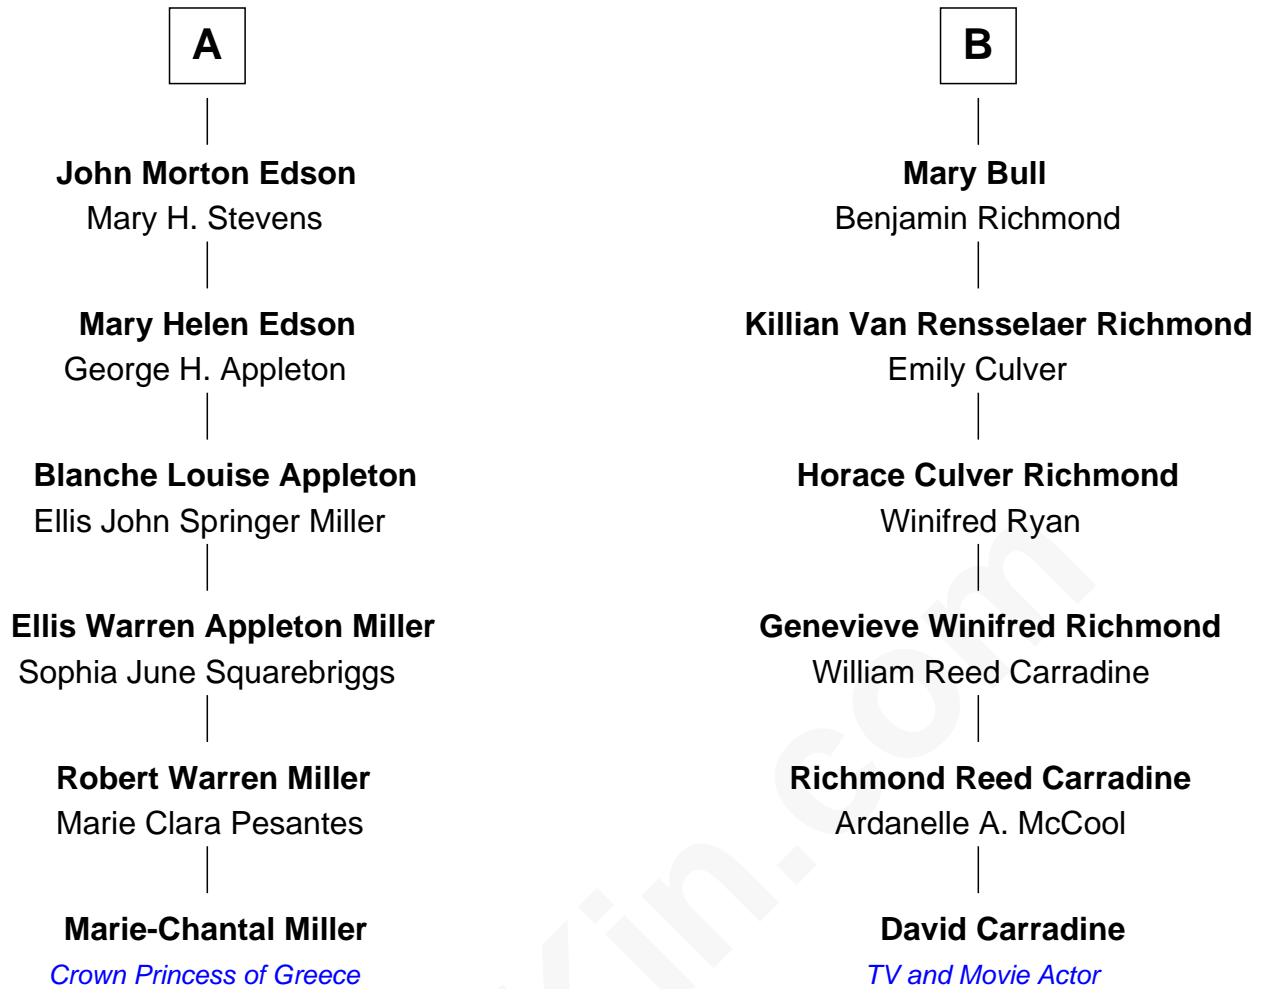 A
John Morton Edson
Mary H. Stevens
Mary Helen Edson
George H. Appleton
Blanche Louise Appleton
Ellis John Springer Miller
Ellis Warren Appleton Miller
Sophia June Squarebriggs
Robert Warren Miller
Marie Clara Pesantes
Marie-Chantal Miller
Crown Princess of Greece
B
Mary Bull
Benjamin Richmond
Killian Van Rensselaer Richmond
Emily Culver
Horace Culver Richmond
Winifred Ryan
Genevieve Winifred Richmond
William Reed Carradine
Richmond Reed Carradine
Ardanelle A. McCool
David Carradine
TV and Movie Actor
Kin.com